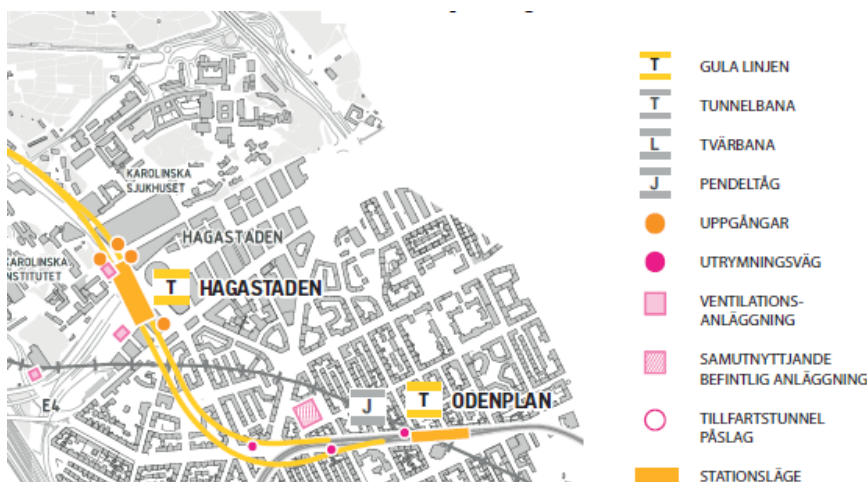 KAROLINSKA
SJUKHUSET
HAGASTADEN
KAROLINSKA
INSTITUTET
T HAGASTADEN
E4
J
T ODENPLAN
T GULA LINJEN
T TUNNELBANA
L TVÄRBANA
J PENDELTÅG
UPPGÅNGAR
UTRYMNINGSVÄG
VENTILATIONS-
ANLÄGGNING
SAMUTNYTTJANDE
BEFINTLIG ANLÄGGNING
TILLFARTSTUNNEL
PÅSLAG
STATIONSLÄGE